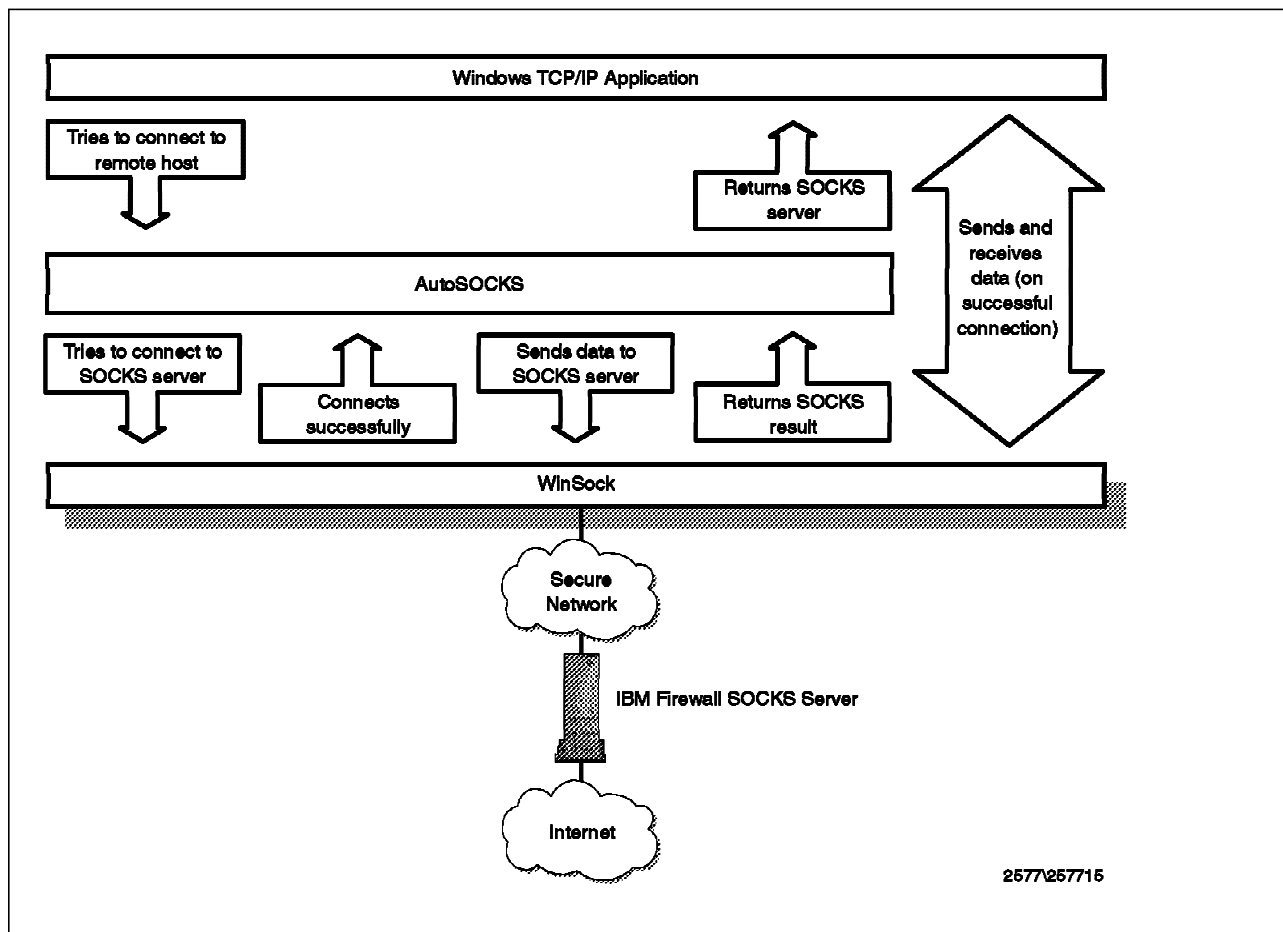 Windows TCP/IP Application
Tries to connect to
remote host
Returns SOCKS
server
Sends and
receives
data (on
successful
connection)
AutoSOCKS
Tries to connect to
SOCKS server
Connects
successfully
Sends data to
SOCKS server
Returns SOCKS
result
WinSock
Secure
Network
IBM Firewall SOCKS Server
Internet
2577\257715